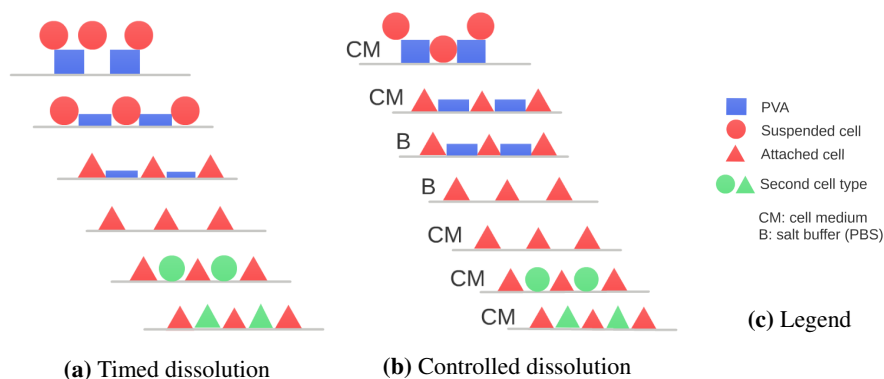 CM
CM
B
B
CM
CM
CM
PVA
Suspended cell
Attached cell
Second cell type
CM: cell medium
B: salt buffer (PBS)
(a) Timed dissolution
(b) Controlled dissolution
(c) Legend